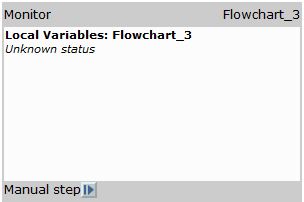 Monitor Flowchart_3
Local Variables: Flowchart_3
Unknown status
Manual step